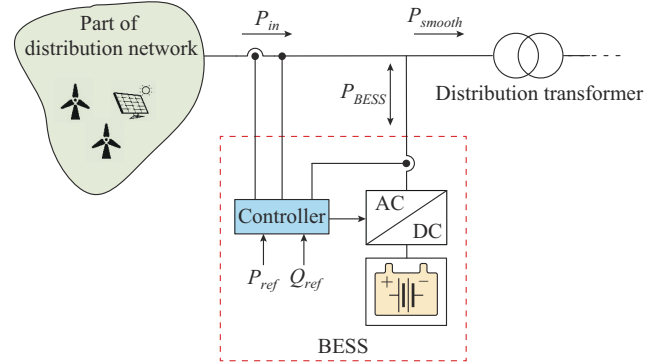 Part of
distribution network
P_in
P_smooth
P_BESS
Distribution transformer
Controller
AC
DC
P_ref
Q_ref
+
−
BESS